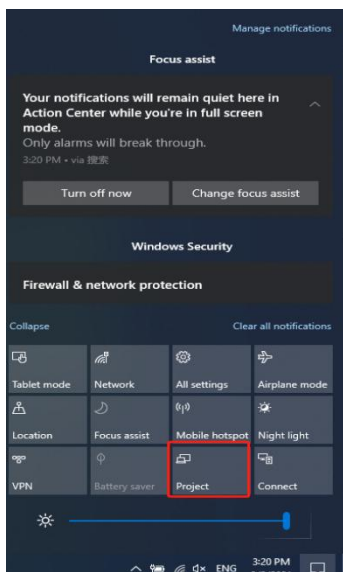 Manage notifications
Focus assist
Your notifications will remain quiet here in
Action Center while you're in full screen
mode.
Only alarms will break through.
3:20 PM • via 搜索
Turn off now Change focus assist
Windows Security
Firewall & network protection
Collapse Clear all notifications
Tablet mode Network All settings Airplane mode
Location Focus assist Mobile hotspot Night light
VPN Battery saver Project Connect
ENG 3:20 PM